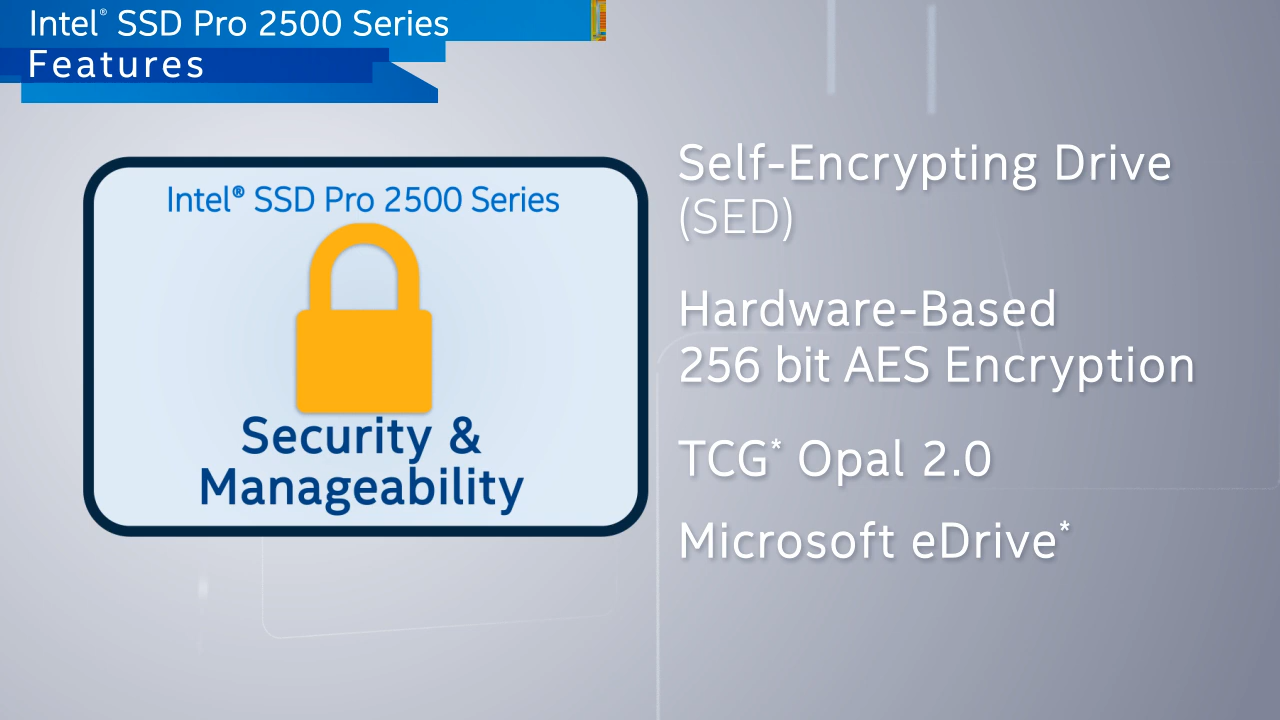 Intel® SSD Pro 2500 Series
Features
Intel® SSD Pro 2500 Series
Security &
Manageability
Self-Encrypting Drive
(SED)
Hardware-Based
256 bit AES Encryption
TCG* Opal 2.0
Microsoft eDrive*